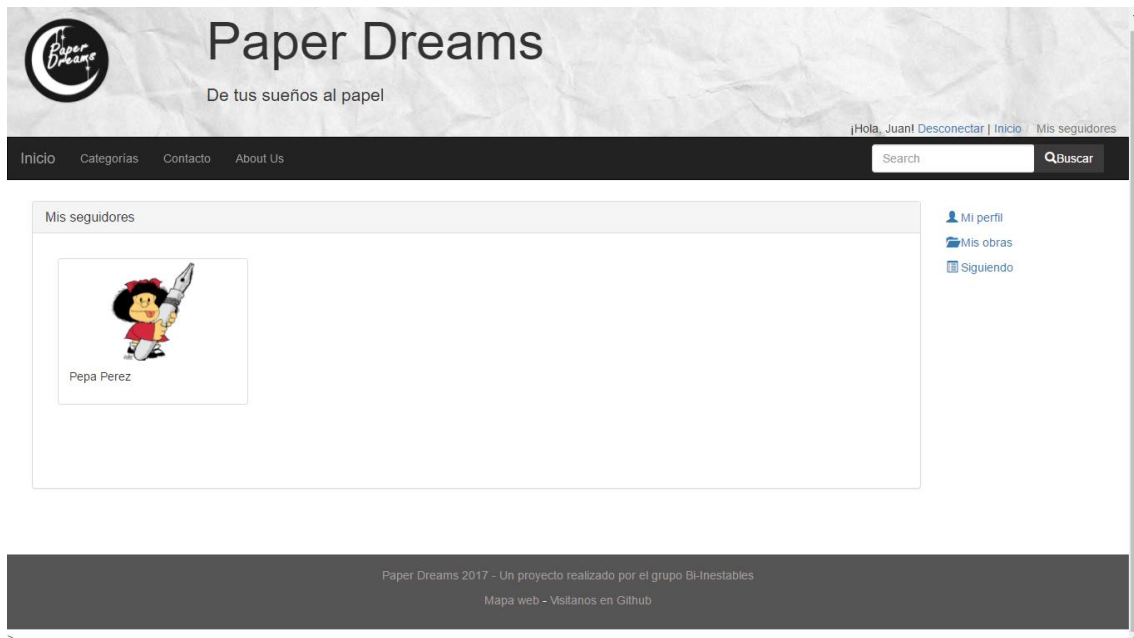 Paper
Dreams
Paper Dreams
De tus sueños al papel
¡Hola, Juan! Desconectar | Inicio / Mis seguidores
Inicio Categorías Contacto About Us Search Buscar
Mis seguidores
Mi perfil
Mis obras
Siguiendo
Pepa Perez
Paper Dreams 2017 - Un proyecto realizado por el grupo Bi-Inestables
Mapa web - Visitanos en Github
>